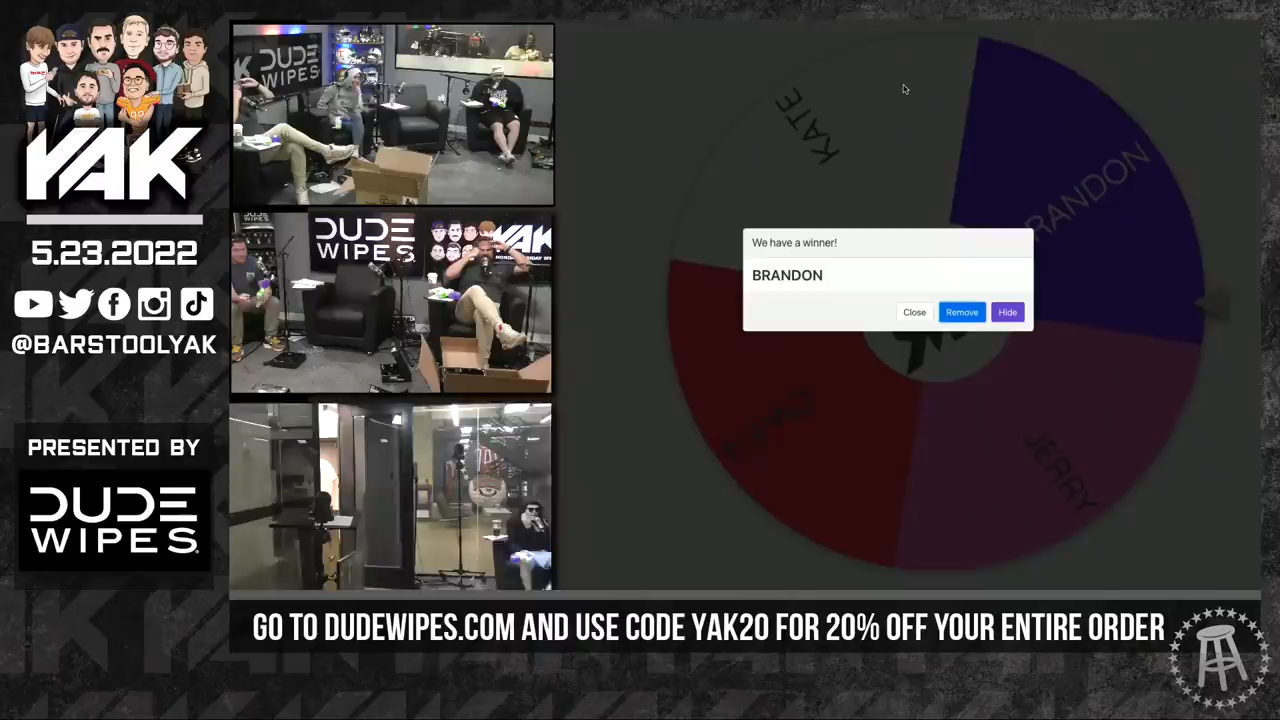 YAK
5.23.2022
@BARSTOOLYAK
PRESENTED BY
DUDE
WIPES
DUDE
WIPES
DUDE
WIPES
YAK
KATE
BRANDON
JERRY
We have a winner!
BRANDON
Close
Remove
Hide
GO TO DUDEWIPES.COM AND USE CODE YAK20 FOR 20% OFF YOUR ENTIRE ORDER